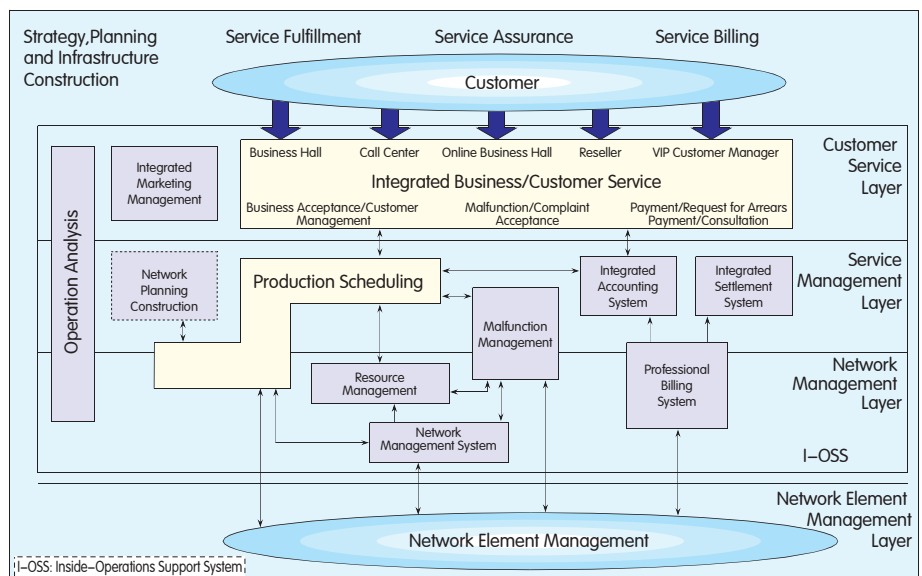 Strategy,Planning
and Infrastructure
Construction
Service Fulfillment
Service Assurance
Service Billing
Customer
Operation Analysis
Integrated
Marketing
Management
Business Hall
Call Center
Online Business Hall
Reseller
VIP Customer Manager
Integrated Business/Customer Service
Business Acceptance/Customer
Management
Malfunction/Complaint
Acceptance
Payment/Request for Arrears
Payment/Consultation
Customer
Service
Layer
Network
Planning
Construction
Production Scheduling
Integrated
Accounting
System
Integrated
Settlement
System
Service
Management
Layer
Malfunction
Management
Resource
Management
Professional
Billing
System
Network
Management System
Network
Management
Layer
I–OSS
Network Element Management
Network Element
Management
Layer
I–OSS: Inside–Operations Support System